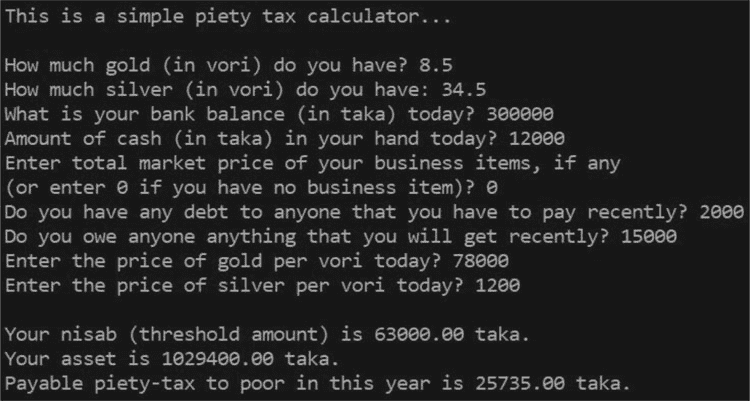 This is a simple piety tax calculator...
How much gold (in vori) do you have? 8.5
How much silver (in vori) do you have: 34.5
What is your bank balance (in taka) today? 300000
Amount of cash (in taka) in your hand today? 12000
Enter total market price of your business items, if any
(or enter 0 if you have no business item)? 0
Do you have any debt to anyone that you have to pay recently? 2000
Do you owe anyone anything that you will get recently? 15000
Enter the price of gold per vori today? 78000
Enter the price of silver per vori today? 1200
Your nisab (threshold amount) is 63000.00 taka.
Your asset is 1029400.00 taka.
Payable piety-tax to poor in this year is 25735.00 taka.